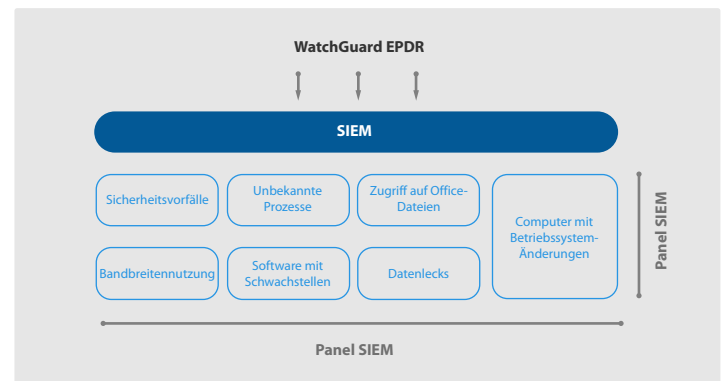 WatchGuard EPDR
SIEM
Sicherheitsvorfälle
Unbekannte
Prozesse
Zugriff auf Office-
Dateien
Computer mit
Betriebssystem-
Änderungen
Bandbreitennutzung
Software mit
Schwachstellen
Datenlecks
Panel SIEM
Panel SIEM